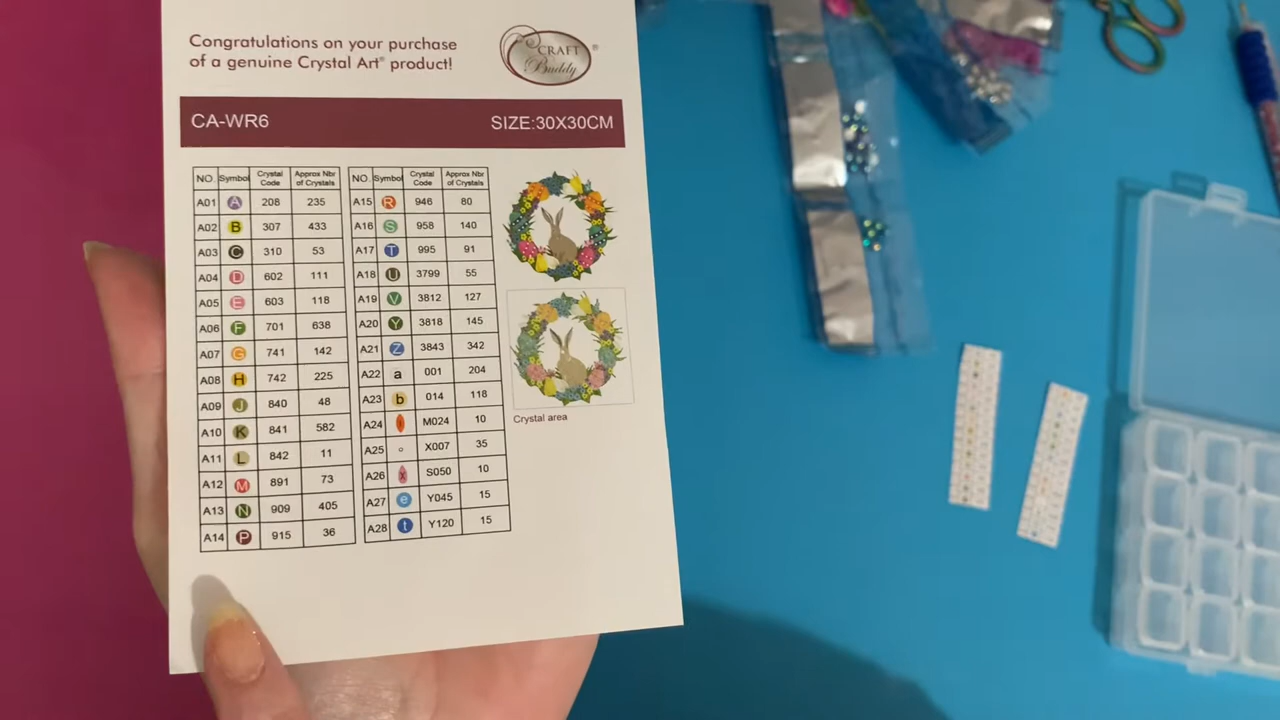 Congratulations on your purchase
of a genuine Crystal Art® product!
CRAFT ®
Buddy
CA-WR6 SIZE:30X30CM
NO. Symbol Crystal Code Approx Nbr of Crystals
A01 A 208 235
A02 B 307 433
A03 C 310 53
A04 D 602 111
A05 E 603 118
A06 F 701 638
A07 G 741 142
A08 H 742 225
A09 J 840 48
A10 K 841 582
A11 L 842 11
A12 M 891 73
A13 N 909 405
A14 P 915 36
NO. Symbol Crystal Code Approx Nbr of Crystals
A15 R 946 80
A16 S 958 140
A17 T 995 91
A18 U 3799 55
A19 V 3812 127
A20 Y 3818 145
A21 Z 3843 342
A22 a 001 204
A23 b 014 118
A24 M024 10
A25 X007 35
A26 X S050 10
A27 e Y045 15
A28 t Y120 15
Crystal area